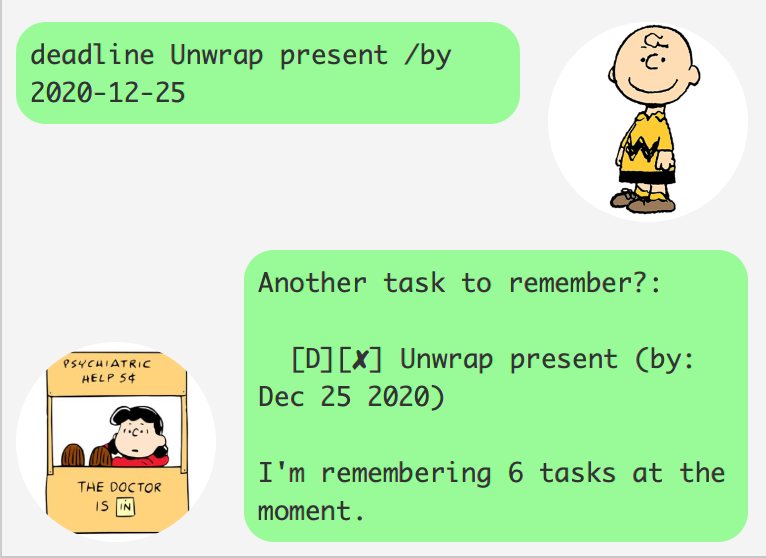 deadline Unwrap present /by
2020-12-25
Another task to remember?:
[D][✘] Unwrap present (by:
Dec 25 2020)
I'm remembering 6 tasks at the
moment.
PSYCHIATRIC
HELP 5¢
THE DOCTOR
IS IN